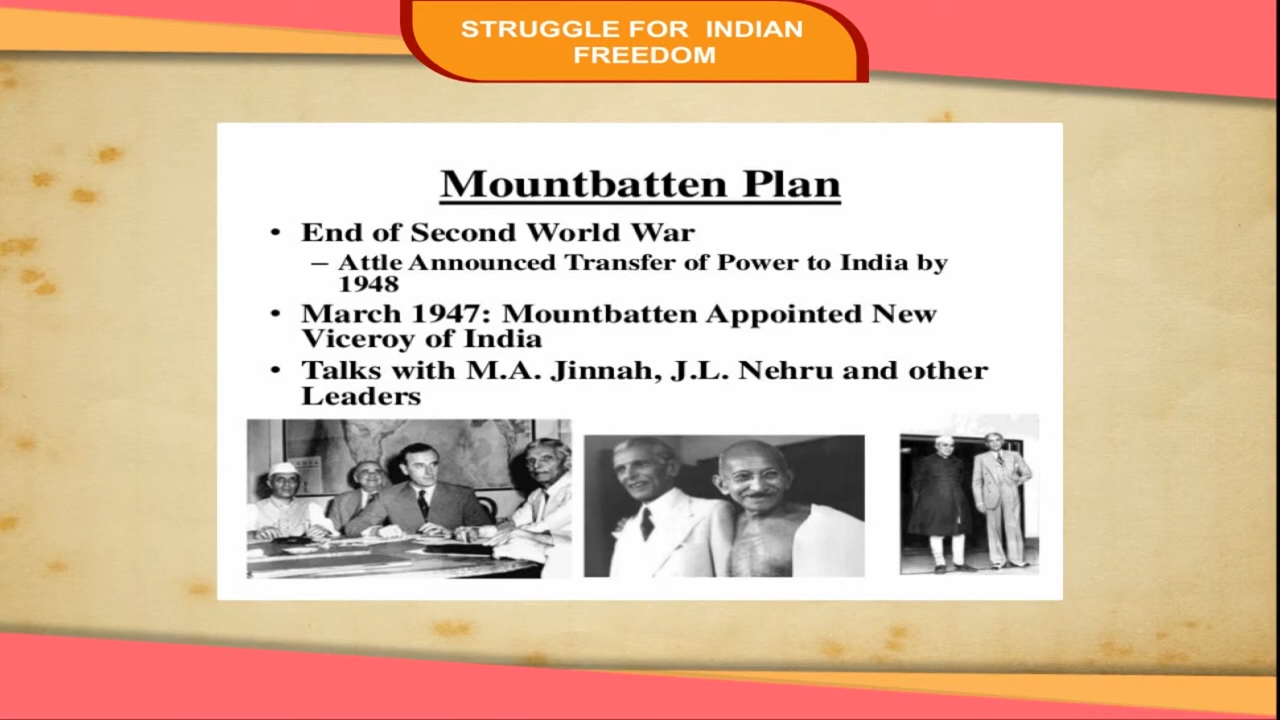 STRUGGLE FOR INDIAN
FREEDOM
Mountbatten Plan
• End of Second World War
– Attle Announced Transfer of Power to India by
1948
• March 1947: Mountbatten Appointed New
Viceroy of India
• Talks with M.A. Jinnah, J.L. Nehru and other
Leaders